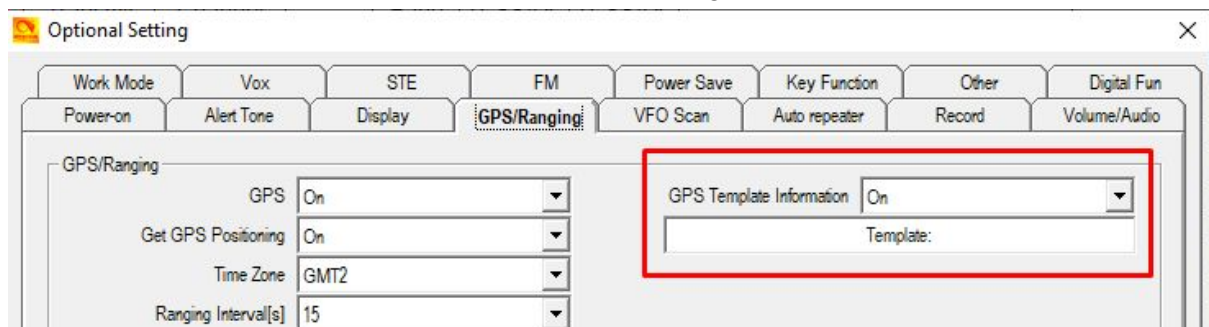 Optional Setting
Work Mode Vox STE FM Power Save Key Function Other Digital Fun
Power-on Alert Tone Display GPS/Ranging VFO Scan Auto repeater Record Volume/Audio
GPS/Ranging
GPS On GPS Template Information On
Get GPS Positioning On Template:
Time Zone GMT2
Ranging Interval[s] 15